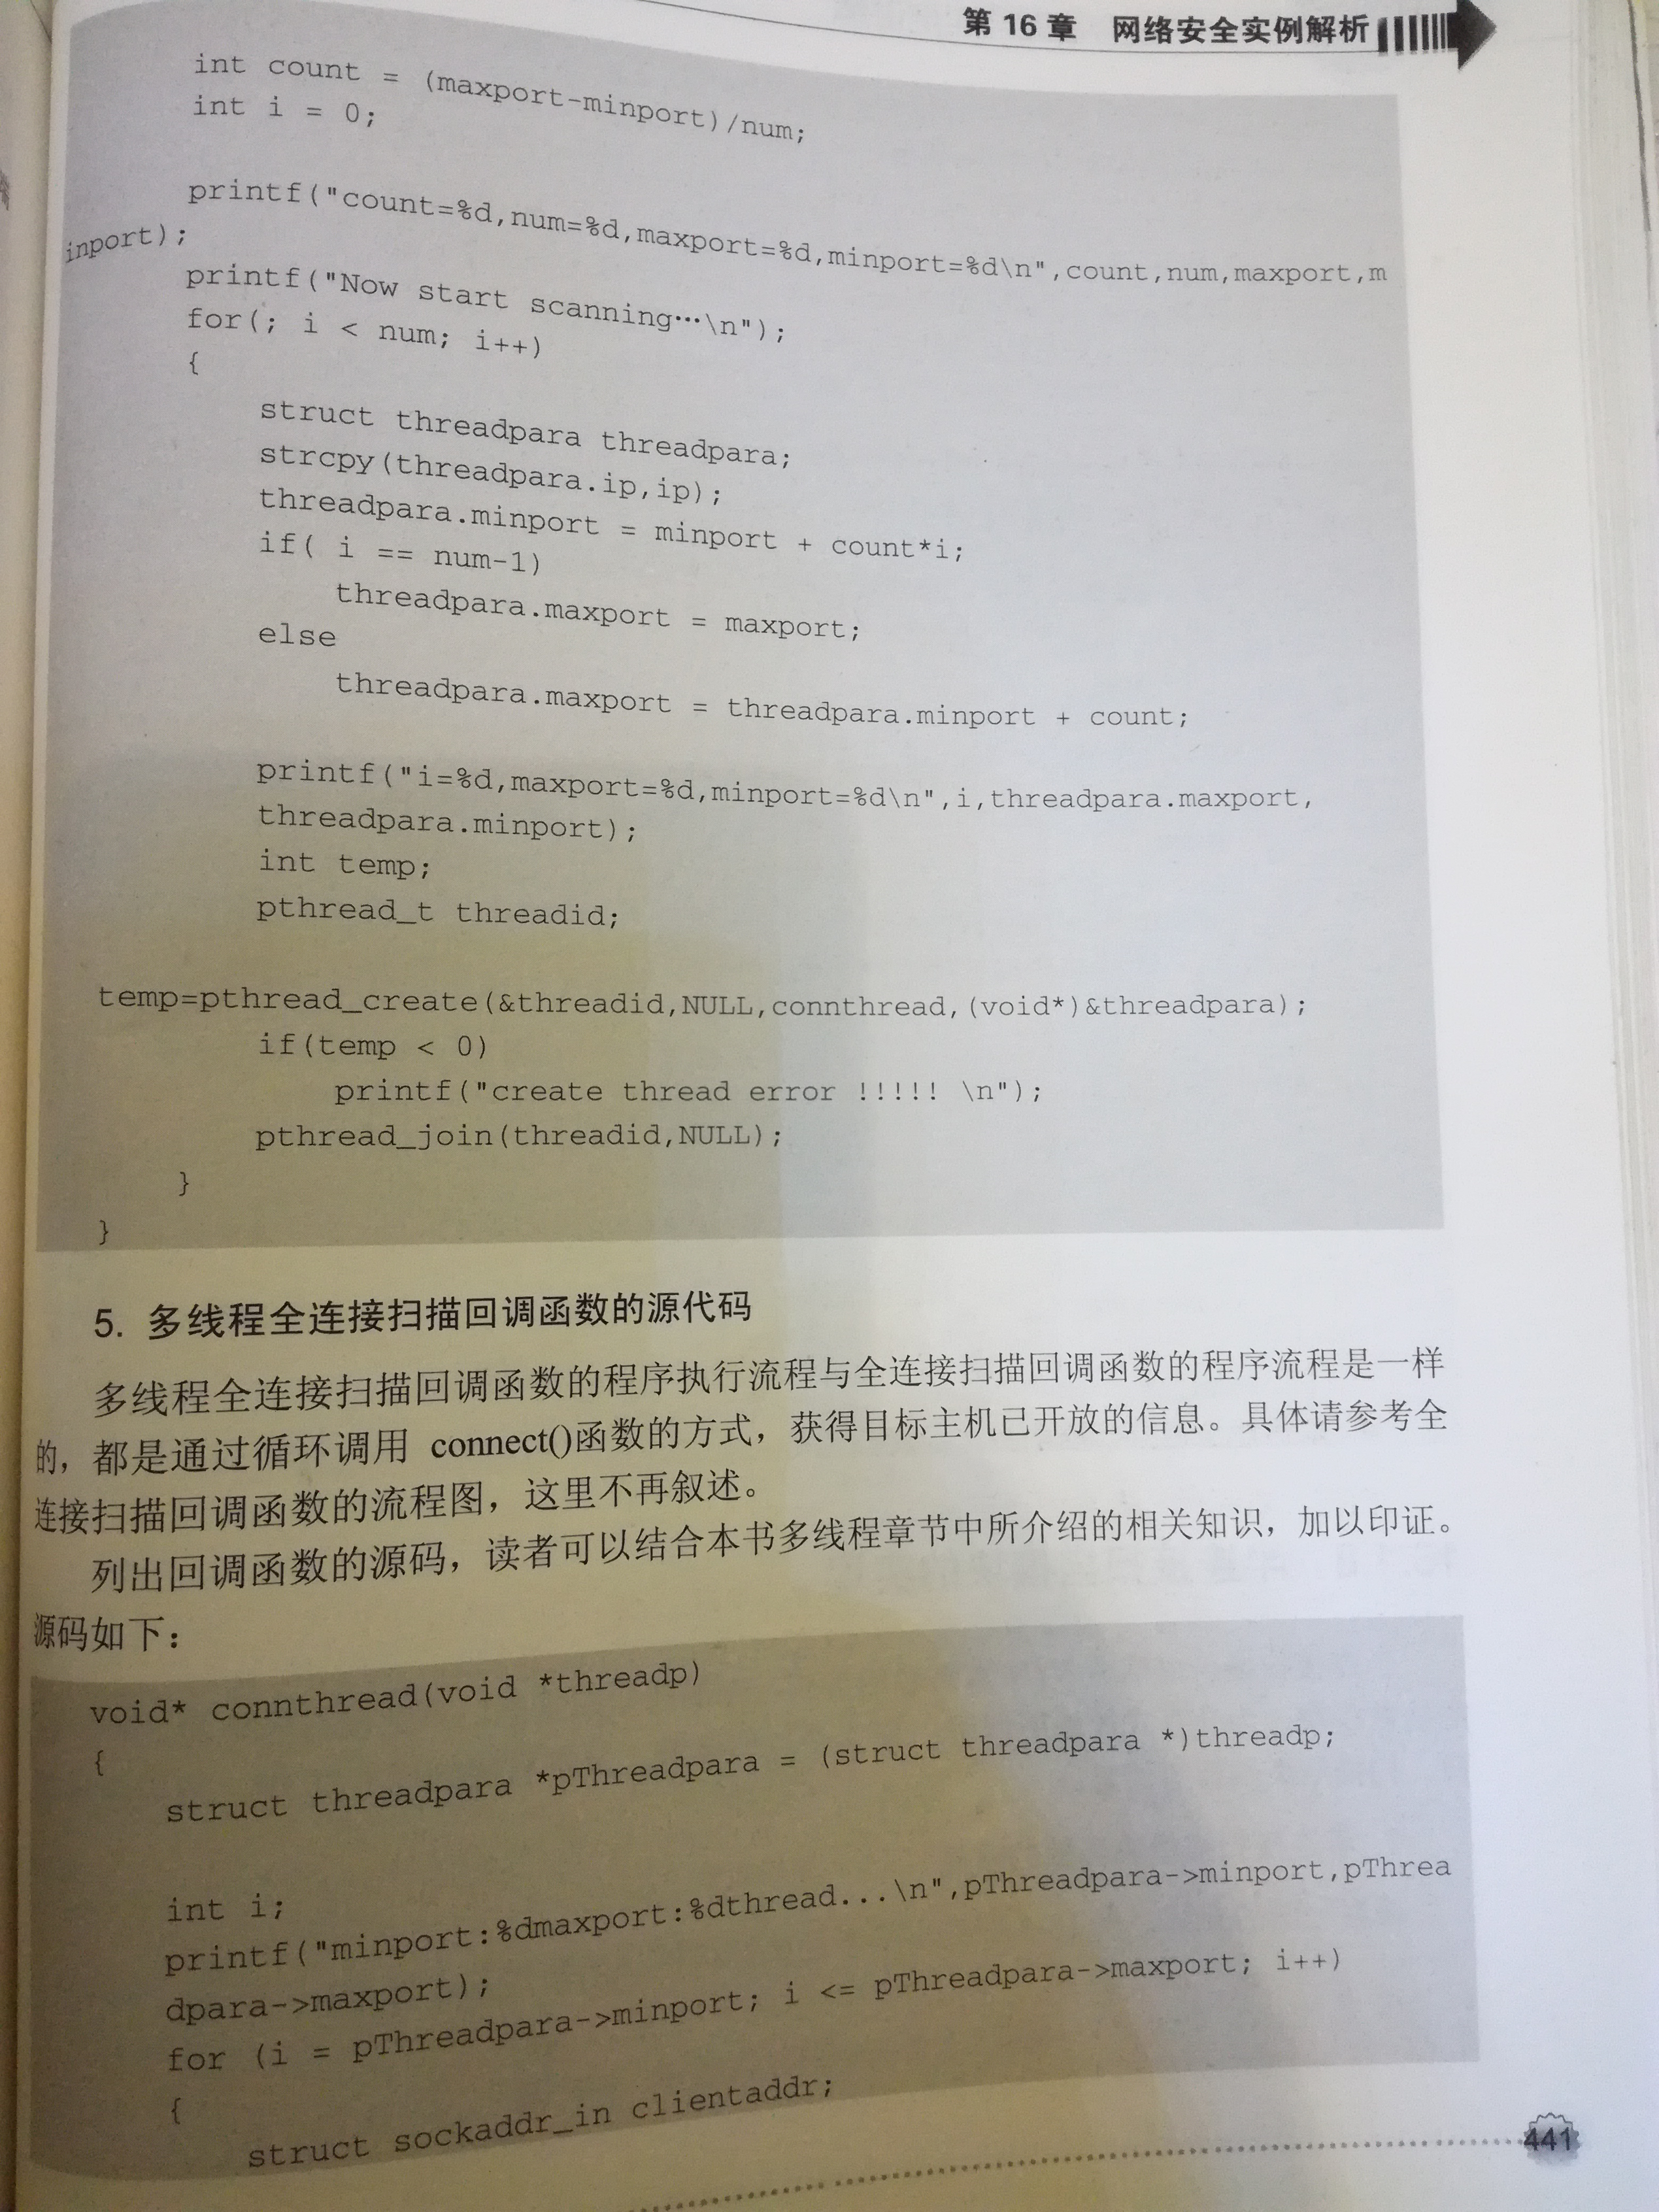 第 16 章 网络安全实例解析
int count = (maxport-minport)/num;
int i = 0;
printf("count=%d,num=%d,maxport=%d,minport=%d\n",count,num,maxport,m
inport);
printf("Now start scanning…\n");
for(; i < num; i++)
{
struct threadpara threadpara;
strcpy(threadpara.ip,ip);
threadpara.minport = minport + count*i;
if( i == num-1)
threadpara.maxport = maxport;
else
threadpara.maxport = threadpara.minport + count;
printf("i=%d,maxport=%d,minport=%d\n",i,threadpara.maxport,
threadpara.minport);
int temp;
pthread_t threadid;
temp=pthread_create(&threadid,NULL,connthread,(void*)&threadpara);
if(temp < 0)
printf("create thread error !!!!! \n");
pthread_join(threadid,NULL);
}
}
5. 多线程全连接扫描回调函数的源代码
多线程全连接扫描回调函数的程序执行流程与全连接扫描回调函数的程序流程是一样
的，都是通过循环调用 connect()函数的方式，获得目标主机已开放的信息。具体请参考全
连接扫描回调函数的流程图，这里不再叙述。
列出回调函数的源码，读者可以结合本书多线程章节中所介绍的相关知识，加以印证。
源码如下：
void* connthread(void *threadp)
{
struct threadpara *pThreadpara = (struct threadpara *)threadp;
int i;
printf("minport:%dmaxport:%dthread...\n",pThreadpara->minport,pThrea
dpara->maxport);
for (i = pThreadpara->minport; i <= pThreadpara->maxport; i++)
{
struct sockaddr_in clientaddr;
441